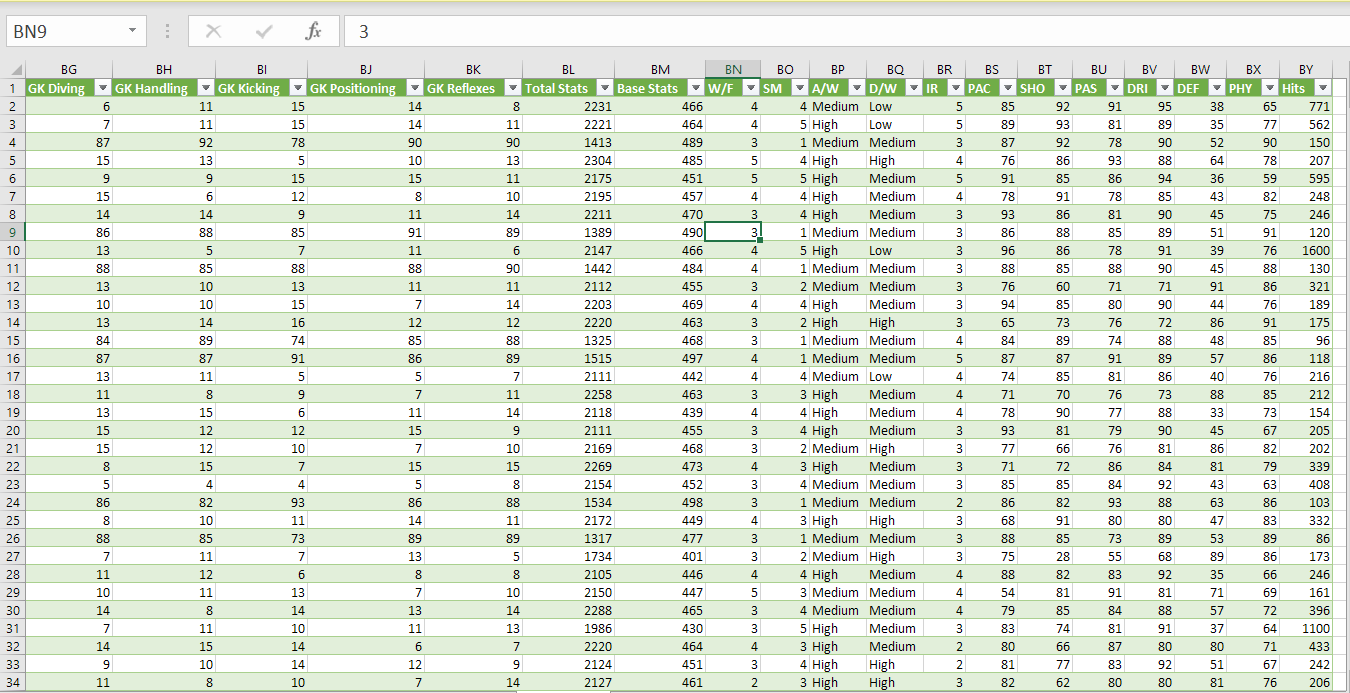 BN9 fx 3
BG BH BI BJ BK BL BM BN BO BP BQ BR BS BT BU BV BW BX BY
1 GK Diving GK Handling GK Kicking GK Positioning GK Reflexes Total Stats Base Stats W/F SM A/W D/W IR PAC SHO PAS DRI DEF PHY Hits
2 6 11 15 14 8 2231 466 4 4 Medium Low 5 85 92 91 95 38 65 771
3 7 11 15 14 11 2221 464 4 5 High Low 5 89 93 81 89 35 77 562
4 87 92 78 90 90 1413 489 3 1 Medium Medium 3 87 92 78 90 52 90 150
5 15 13 5 10 13 2304 485 5 4 High High 4 76 86 93 88 64 78 207
6 9 9 15 15 11 2175 451 5 5 High Medium 5 91 85 86 94 36 59 595
7 15 6 12 8 10 2195 457 4 4 High Medium 4 78 91 78 85 43 82 248
8 14 14 9 11 14 2211 470 3 4 High Medium 3 93 86 81 90 45 75 246
9 86 88 85 91 89 1389 490 3 1 Medium Medium 3 86 88 85 89 51 91 120
10 13 5 7 11 6 2147 466 4 5 High Low 3 96 86 78 91 39 76 1600
11 88 85 88 88 90 1442 484 4 1 Medium Medium 3 88 85 88 90 45 88 130
12 13 10 13 11 11 2112 455 3 2 Medium Medium 3 76 60 71 71 91 86 321
13 10 10 15 7 14 2203 469 4 4 High Medium 3 94 85 80 90 44 76 189
14 13 14 16 12 12 2220 463 3 2 High High 3 65 73 76 72 86 91 175
15 84 89 74 85 88 1325 468 3 1 Medium Medium 4 84 89 74 88 48 85 96
16 87 87 91 86 89 1515 497 4 1 Medium Medium 5 87 87 91 89 57 86 118
17 13 11 5 5 7 2111 442 4 4 Medium Low 4 74 85 81 86 40 76 216
18 11 8 9 7 11 2258 463 3 3 High Medium 4 71 70 76 73 88 85 212
19 13 15 6 11 14 2118 439 4 4 High Medium 4 78 90 77 88 33 73 154
20 15 12 12 15 9 2111 455 3 4 High Medium 3 93 81 79 90 45 67 205
21 15 12 10 7 10 2169 468 3 2 Medium High 3 77 66 76 81 86 82 202
22 8 15 7 15 15 2269 473 4 3 High Medium 3 71 72 86 84 81 79 339
23 5 4 4 5 8 2154 452 3 4 Medium Medium 3 85 85 84 92 43 63 408
24 86 82 93 86 88 1534 498 3 1 Medium Medium 2 86 82 93 88 63 86 103
25 8 10 11 14 11 2172 449 4 3 High High 3 68 91 80 80 47 83 332
26 88 85 73 89 89 1317 477 3 1 Medium Medium 3 88 85 73 89 53 89 86
27 7 11 7 13 5 1734 401 3 2 Medium High 3 75 28 55 68 89 86 173
28 11 12 6 8 8 2105 446 4 4 High Medium 4 88 82 83 92 35 66 246
29 10 11 13 7 10 2150 447 5 3 Medium Medium 4 54 81 91 81 71 69 161
30 14 8 14 13 14 2288 465 3 4 Medium Medium 4 79 85 84 88 57 72 396
31 7 11 10 11 13 1986 430 3 5 High Medium 3 83 74 81 91 37 64 1100
32 14 15 14 6 7 2220 464 4 3 High Medium 2 80 66 87 80 80 71 433
33 9 10 14 12 9 2124 451 3 4 High High 2 81 77 83 92 51 67 242
34 11 8 10 7 14 2127 461 2 3 High High 3 82 62 80 80 81 76 206